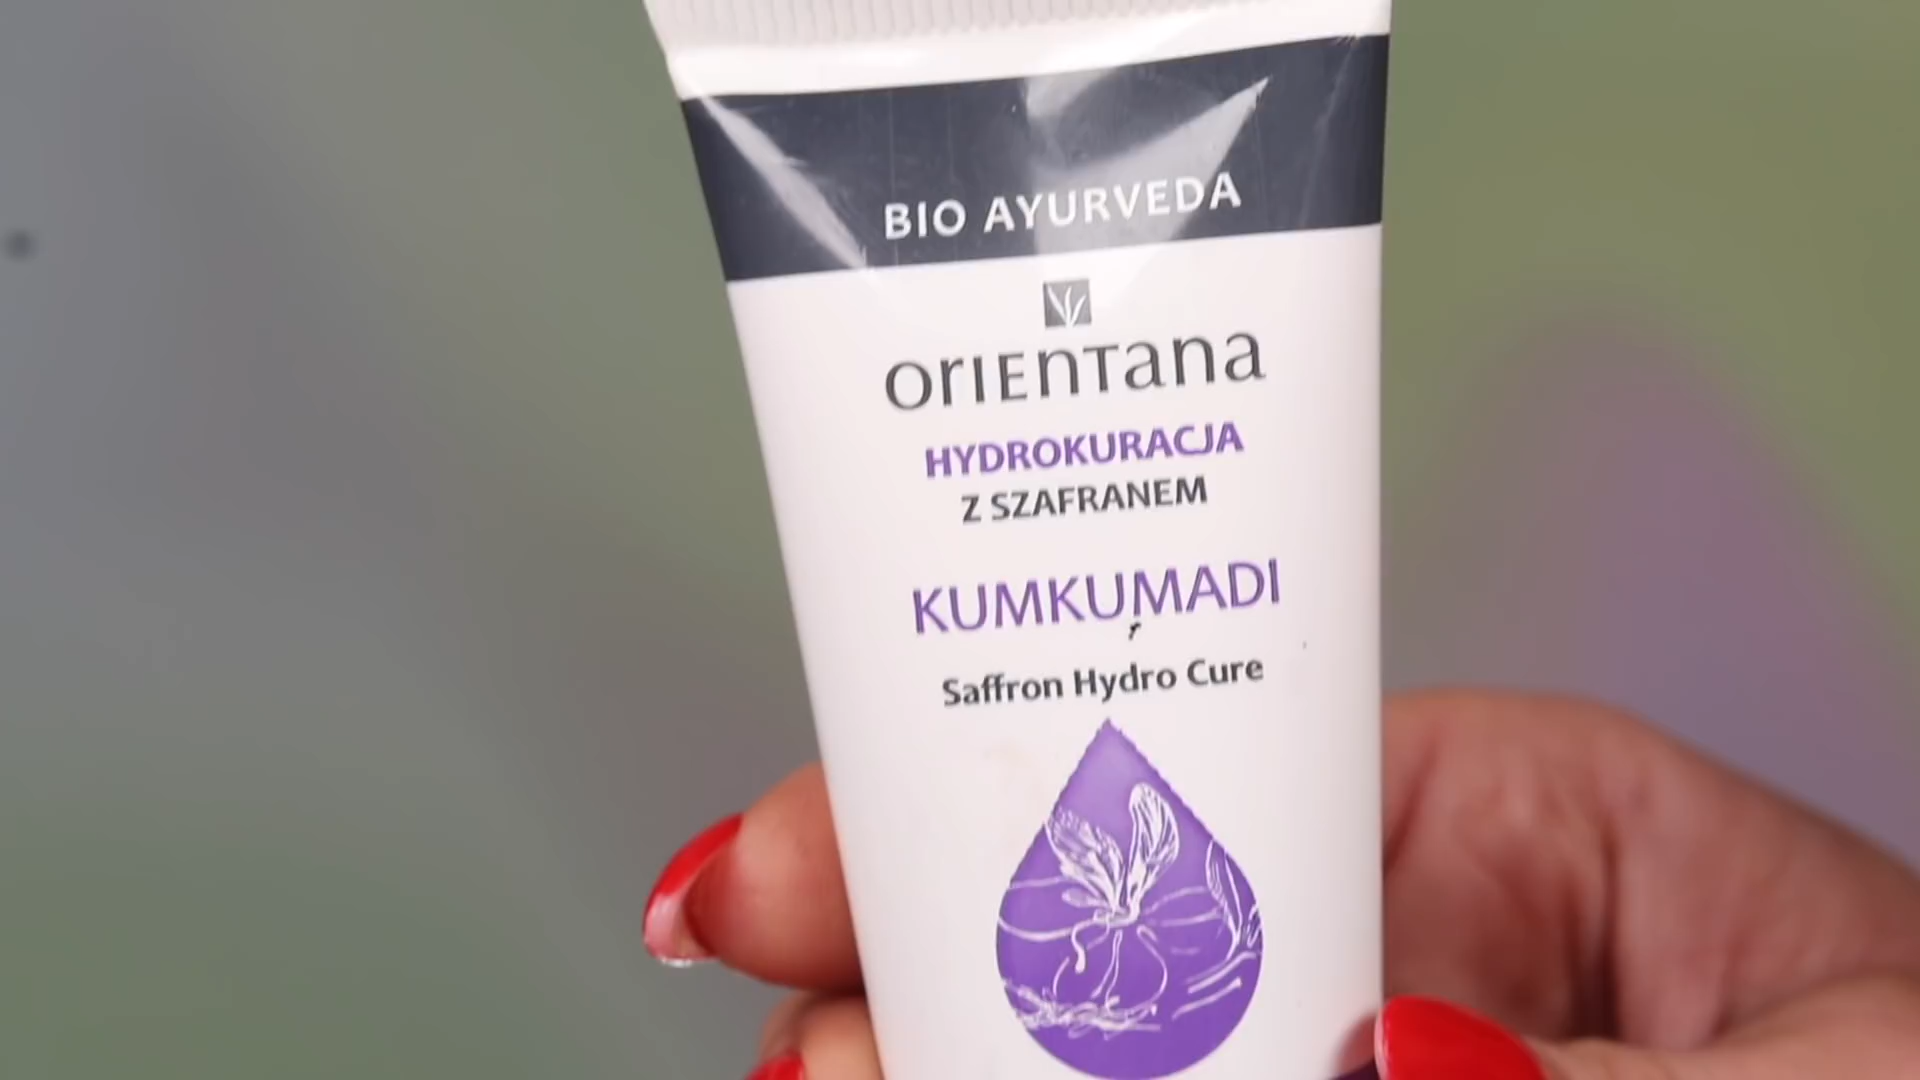 BIO AYURVEDA
orIEnTana
HYDROKURACJA
Z SZAFRANEM
KUMKUMADI
Saffron Hydro Cure